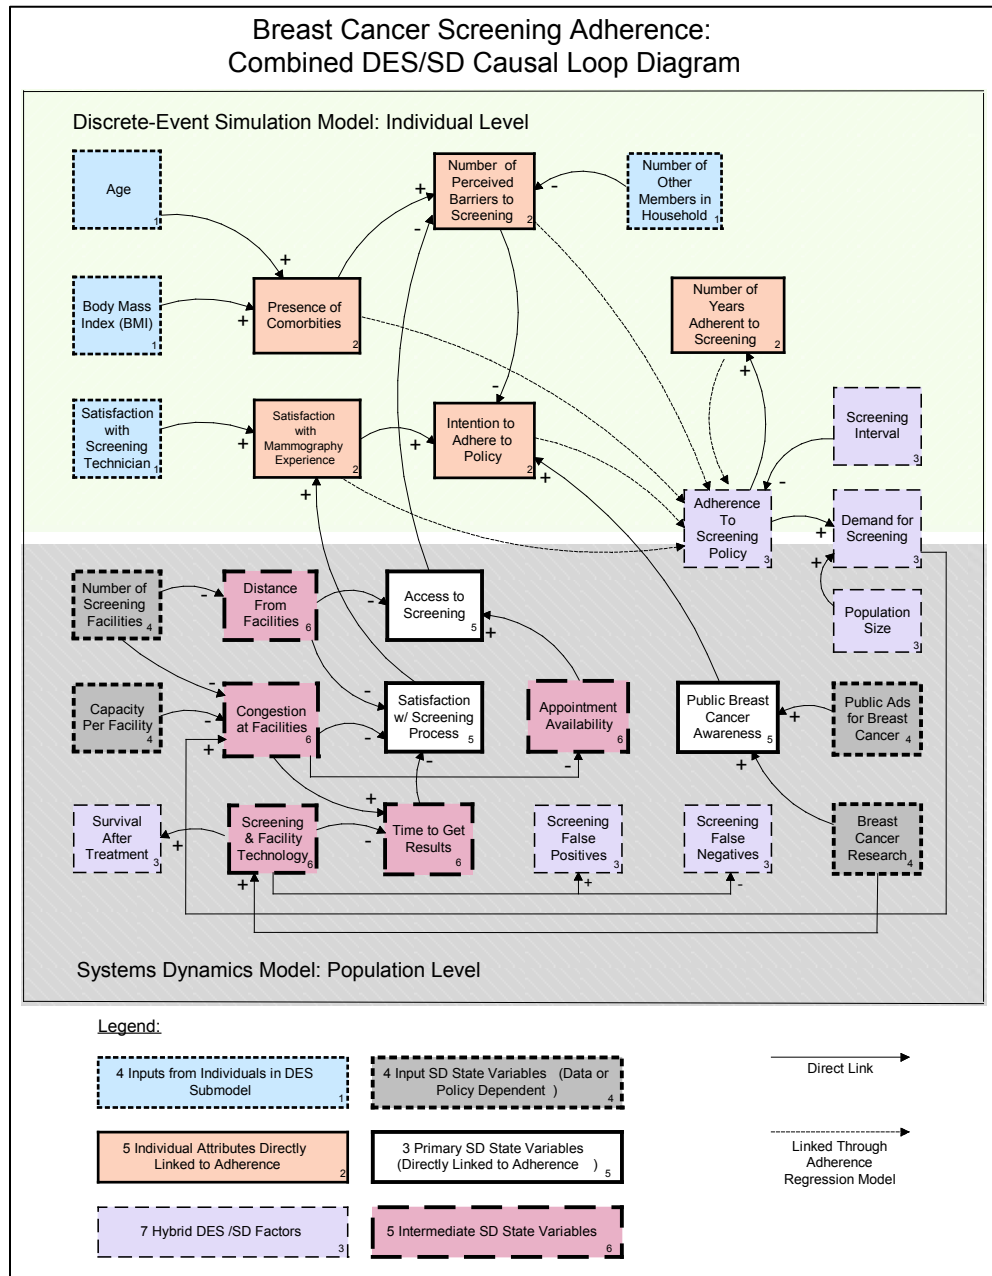 Breast Cancer Screening Adherence:
Combined DES/SD Causal Loop Diagram
Discrete-Event Simulation Model: Individual Level
Age
1
Number of
Perceived
Barriers to
Screening
2
Number of
Other
Members in
Household
1
+
-
-
+
Body Mass
Index (BMI)
1
+
Presence of
Comorbities
2
Number of
Years
Adherent to
Screening
2
-
+
Satisfaction
with
Screening
Technician
1
+
Satisfaction
with
Mammography
Experience
2
+
Intention to
Adhere to
Policy
2
Screening
Interval
3
+
+
-
Adherence
To
Screening
Policy
3
+
Demand for
Screening
3
+
Number of
Screening
Facilities
4
-
Distance
From
Facilities
6
-
Access to
Screening
5
+
Population
Size
3
-
-
Capacity
Per Facility
4
-
+
Congestion
at Facilities
6
-
Satisfaction
w/ Screening
Process
5
-
Appointment
Availability
6
-
Public Breast
Cancer
Awareness
5
+
+
Public Ads
for Breast
Cancer
4
Survival
After
Treatment
3
+
Screening
& Facility
Technology
6
+
+
-
Time to Get
Results
6
Screening
False
Positives
3
+
Screening
False
Negatives
3
-
Breast
Cancer
Research
4
Systems Dynamics Model: Population Level
Legend:
4 Inputs from Individuals in DES
Submodel
1
4 Input SD State Variables (Data or
Policy Dependent )
4
Direct Link
5 Individual Attributes Directly
Linked to Adherence
2
3 Primary SD State Variables
(Directly Linked to Adherence )
5
Linked Through
Adherence
Regression Model
7 Hybrid DES /SD Factors
3
5 Intermediate SD State Variables
6